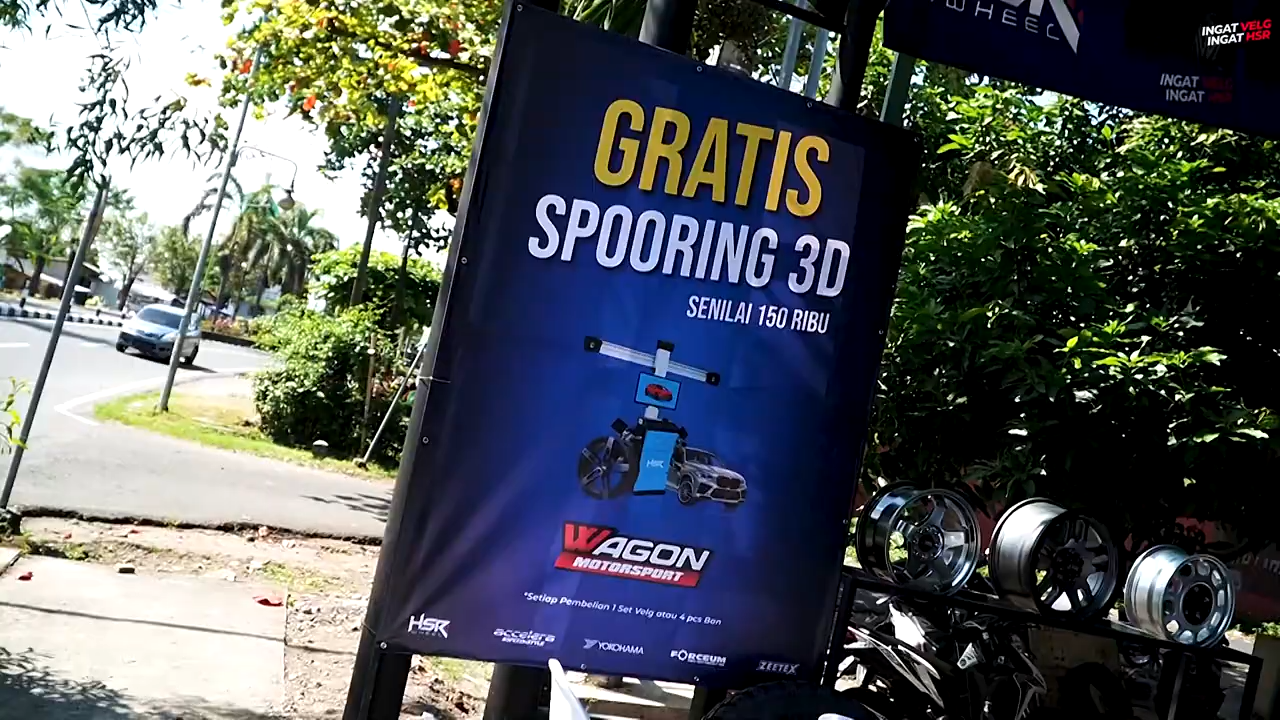 WHEEL
INGAT VELG
INGAT HSR
INGAT VELG
INGAT HSR
GRATIS
SPOORING 3D
SENILAI 150 RIBU
HSR
WAGON
MOTORSPORT
*Setiap Pembelian 1 Set Velg atau 4 pcs Ban
HSR
WHEEL
accelera
YOKOHAMA
FORCEUM
ZEETEX